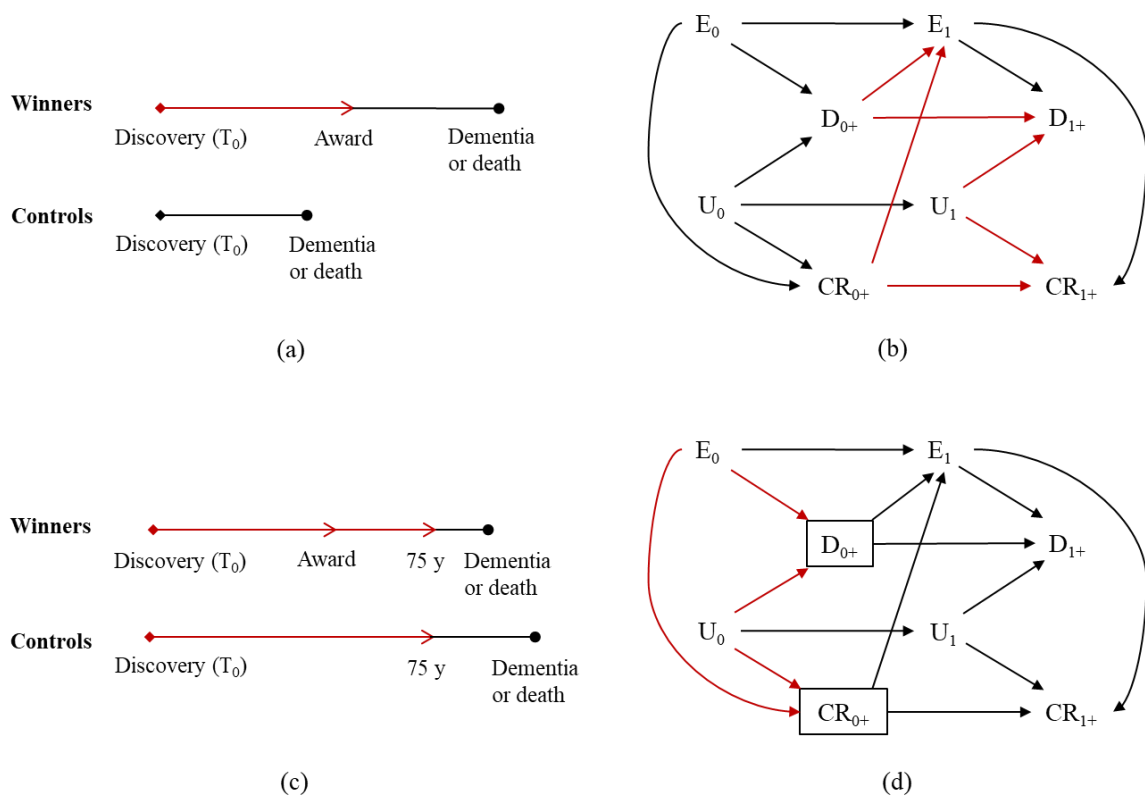 Winners
Discovery (T₀)
Award
Dementia
or death
Controls
Discovery (T₀)
Dementia
or death
(a)
E₀
E₁
D₀₊
D₁₊
U₀
U₁
CR₀₊
CR₁₊
(b)
Winners
Discovery (T₀)
Award
75 y
Dementia
or death
Controls
Discovery (T₀)
75 y
Dementia
or death
(c)
E₀
E₁
D₀₊
D₁₊
U₀
U₁
CR₀₊
CR₁₊
(d)